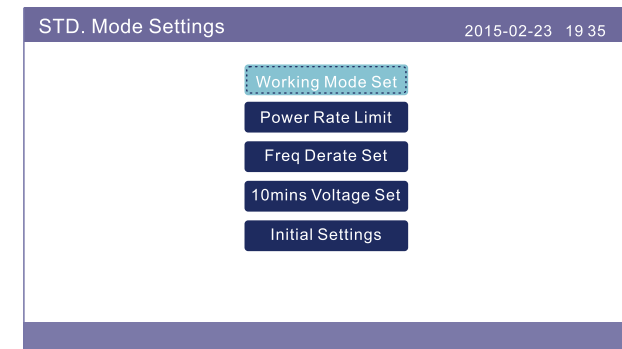 STD. Mode Settings
2015-02-23 19 35
Working Mode Set
Power Rate Limit
Freq Derate Set
10mins Voltage Set
Initial Settings